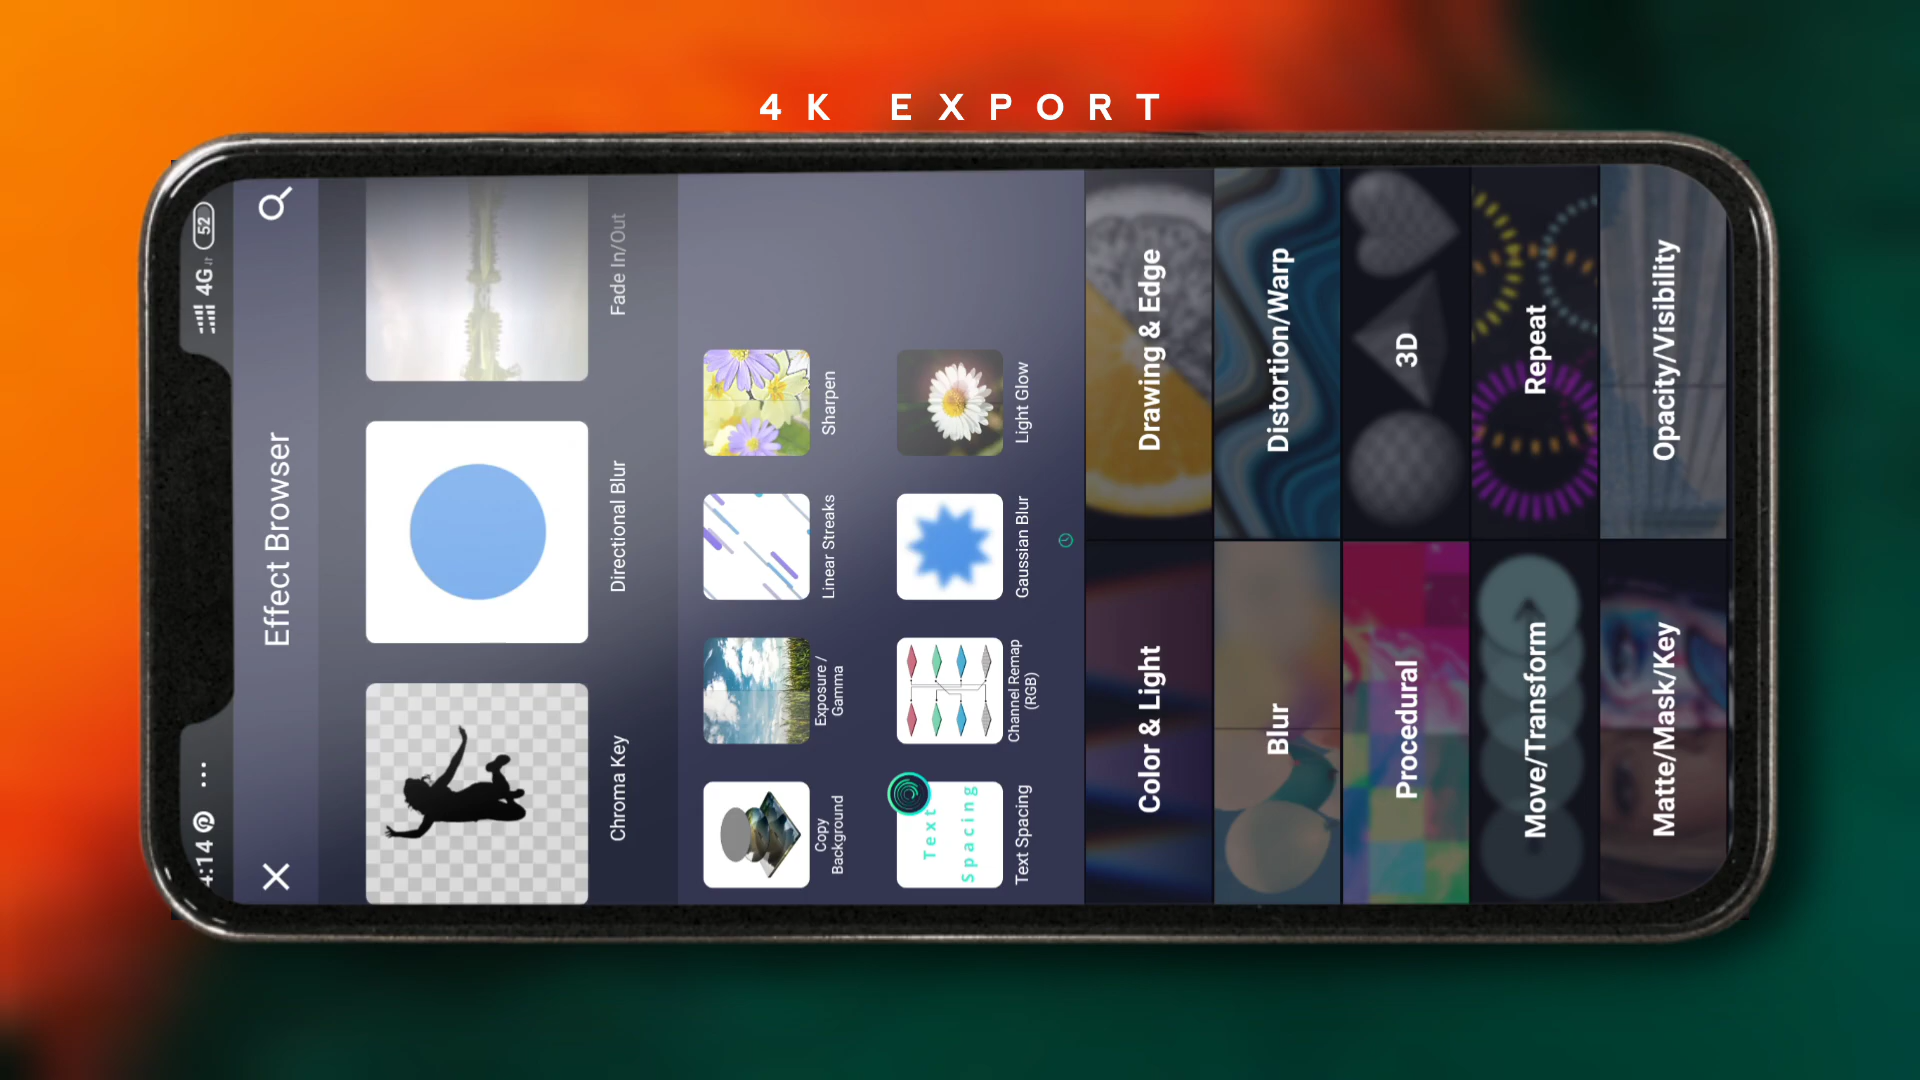 4K EXPORT
4:14
4G
52
Effect Browser
Chroma Key
Directional Blur
Fade In/Out
Copy
Background
Exposure /
Gamma
Linear Streaks
Sharpen
Text
Spacing
Text Spacing
Channel Remap
(RGB)
Gaussian Blur
Light Glow
Color & Light
Drawing & Edge
Blur
Distortion/Warp
Procedural
3D
Move/Transform
Repeat
Matte/Mask/Key
Opacity/Visibility